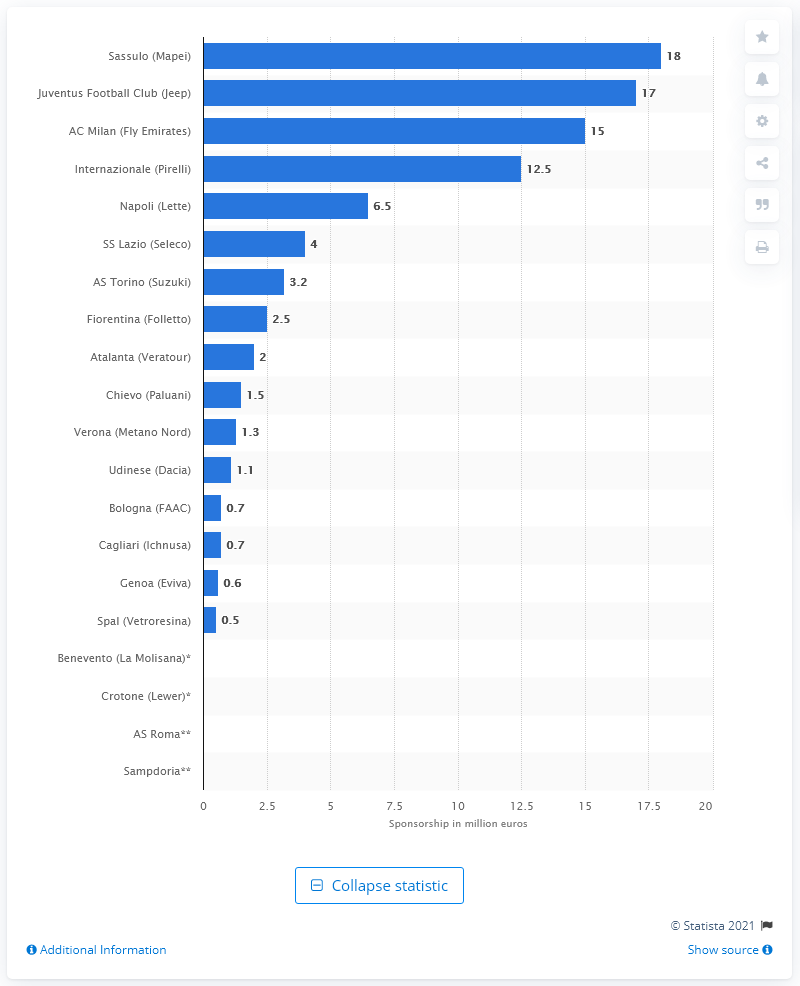 Sassulo (Mapei) 18
Juventus Football Club (Jeep) 17
AC Milan (Fly Emirates) 15
Internazionale (Pirelli) 12.5
Napoli (Lette) 6.5
SS Lazio (Seleco) 4
AS Torino (Suzuki) 3.2
Fiorentina (Folletto) 2.5
Atalanta (Veratour) 2
Chievo (Paluani) 1.5
Verona (Metano Nord) 1.3
Udinese (Dacia) 1.1
Bologna (FAAC) 0.7
Cagliari (Ichnusa) 0.7
Genoa (Eviva) 0.6
Spal (Vetroresina) 0.5
Benevento (La Molisana)*
Crotone (Lewer)*
AS Roma**
Sampdoria**
0 2.5 5 7.5 10 12.5 15 17.5 20
Sponsorship in million euros
Collapse statistic
© Statista 2021
Additional Information Show source